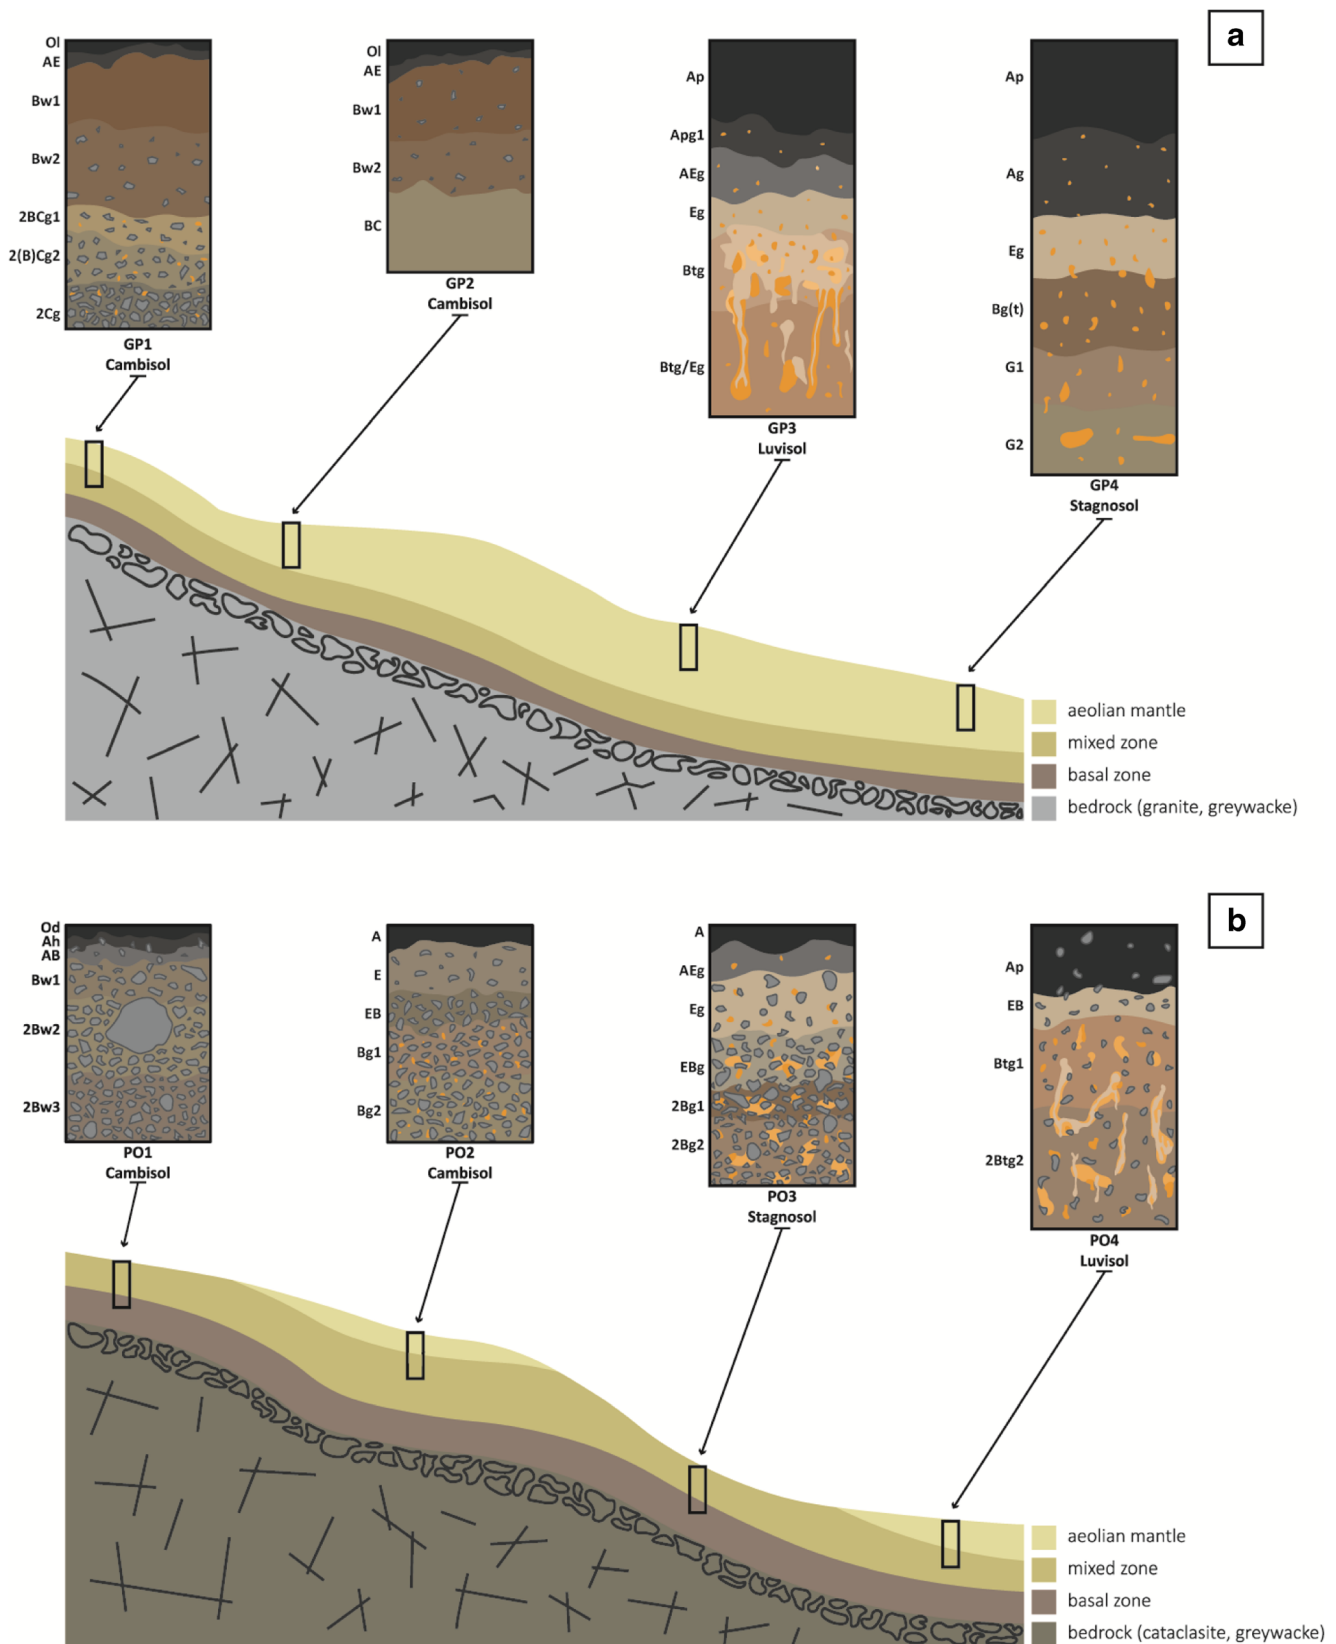 a
Ol
AE
Bw1
Bw2
2BCg1
2(B)Cg2
2Cg
GP1
Cambisol
Ol
AE
Bw1
Bw2
BC
GP2
Cambisol
Ap
Apg1
AEg
Eg
Btg
Btg/Eg
GP3
Luvisol
Ap
Ag
Eg
Bg(t)
G1
G2
GP4
Stagnosol
aeolian mantle
mixed zone
basal zone
bedrock (granite, greywacke)
b
Od
Ah
AB
Bw1
2Bw2
2Bw3
PO1
Cambisol
A
E
EB
Bg1
Bg2
PO2
Cambisol
A
AEg
Eg
EBg
2Bg1
2Bg2
PO3
Stagnosol
Ap
EB
Btg1
2Btg2
PO4
Luvisol
aeolian mantle
mixed zone
basal zone
bedrock (cataclasite, greywacke)